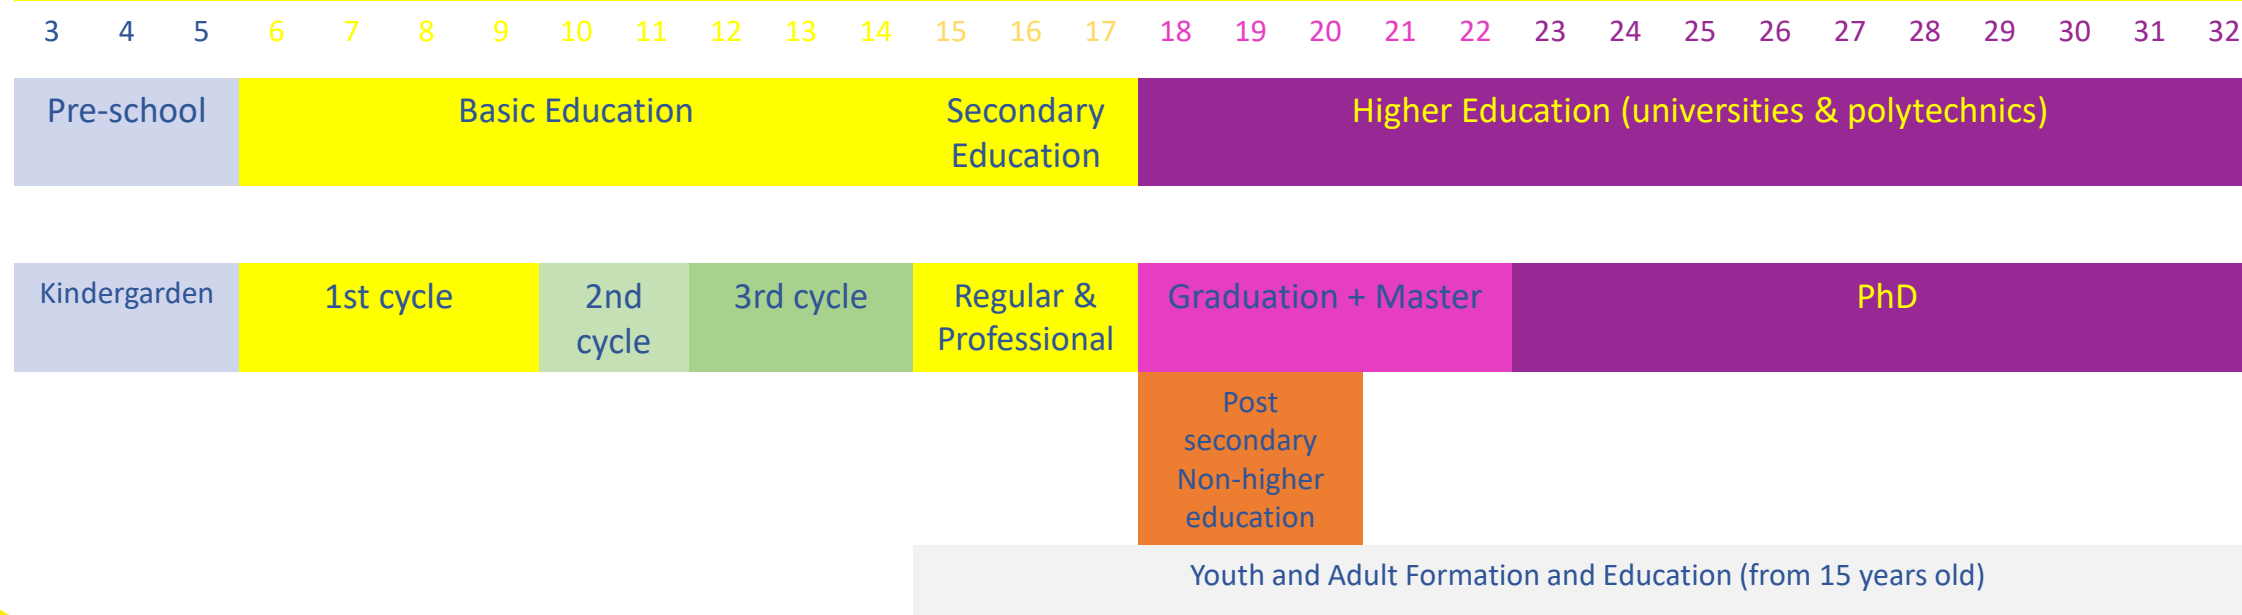 3 4 5 6 7 8 9 10 11 12 13 14 15 16 17 18 19 20 21 22 23 24 25 26 27 28 29 30 31 32
Pre-school
Basic Education
Secondary
Education
Higher Education (universities & polytechnics)
Kindergarden
1st cycle
2nd
cycle
3rd cycle
Regular &
Professional
Graduation + Master
PhD
Post
secondary
Non-higher
education
Youth and Adult Formation and Education (from 15 years old)